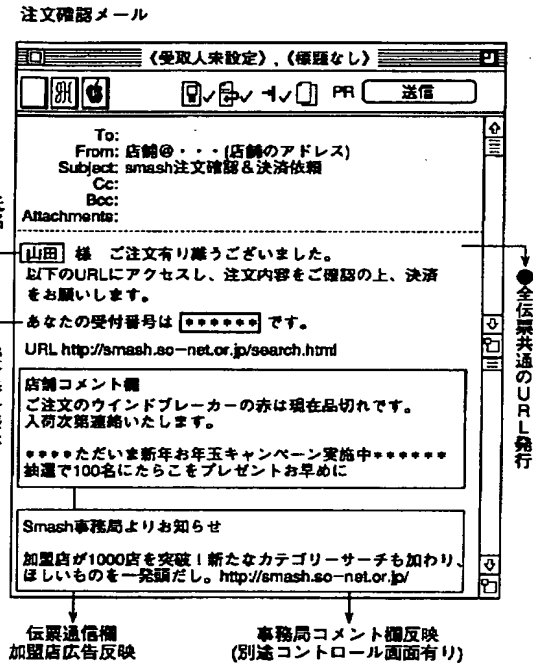 注文確認メール
《受取人未設定》,《標題なし》
PR 送信
To:
From: 店舗@・・・(店舗のアドレス)
Subject: smash注文確認&決済依頼
Cc:
Bcc:
Attachments:
山田 様 ご注文有り難うございました。
以下のURLにアクセスし、注文内容をご確認の上、決済
をお願いします。
あなたの受付番号は ****** です。
URL http://smash.so-net.or.jp/search.html
●全伝票共通のURL発行
店舗コメント欄
ご注文のウインドブレーカーの赤は現在品切れです。
入荷次第連絡いたします。
****ただいま新年お年玉キャンペーン実施中******
抽選で100名にたらこをプレゼントお早めに
Smash事務局よりお知らせ
加盟店が1000店を突破!新たなカテゴリーサーチも加わり、
ほしいものを一発頭だし。http://smash.so-net.or.jp/
伝票通信欄
加盟店広告反映
事務局コメント欄反映
(別途コントロール画面有り)